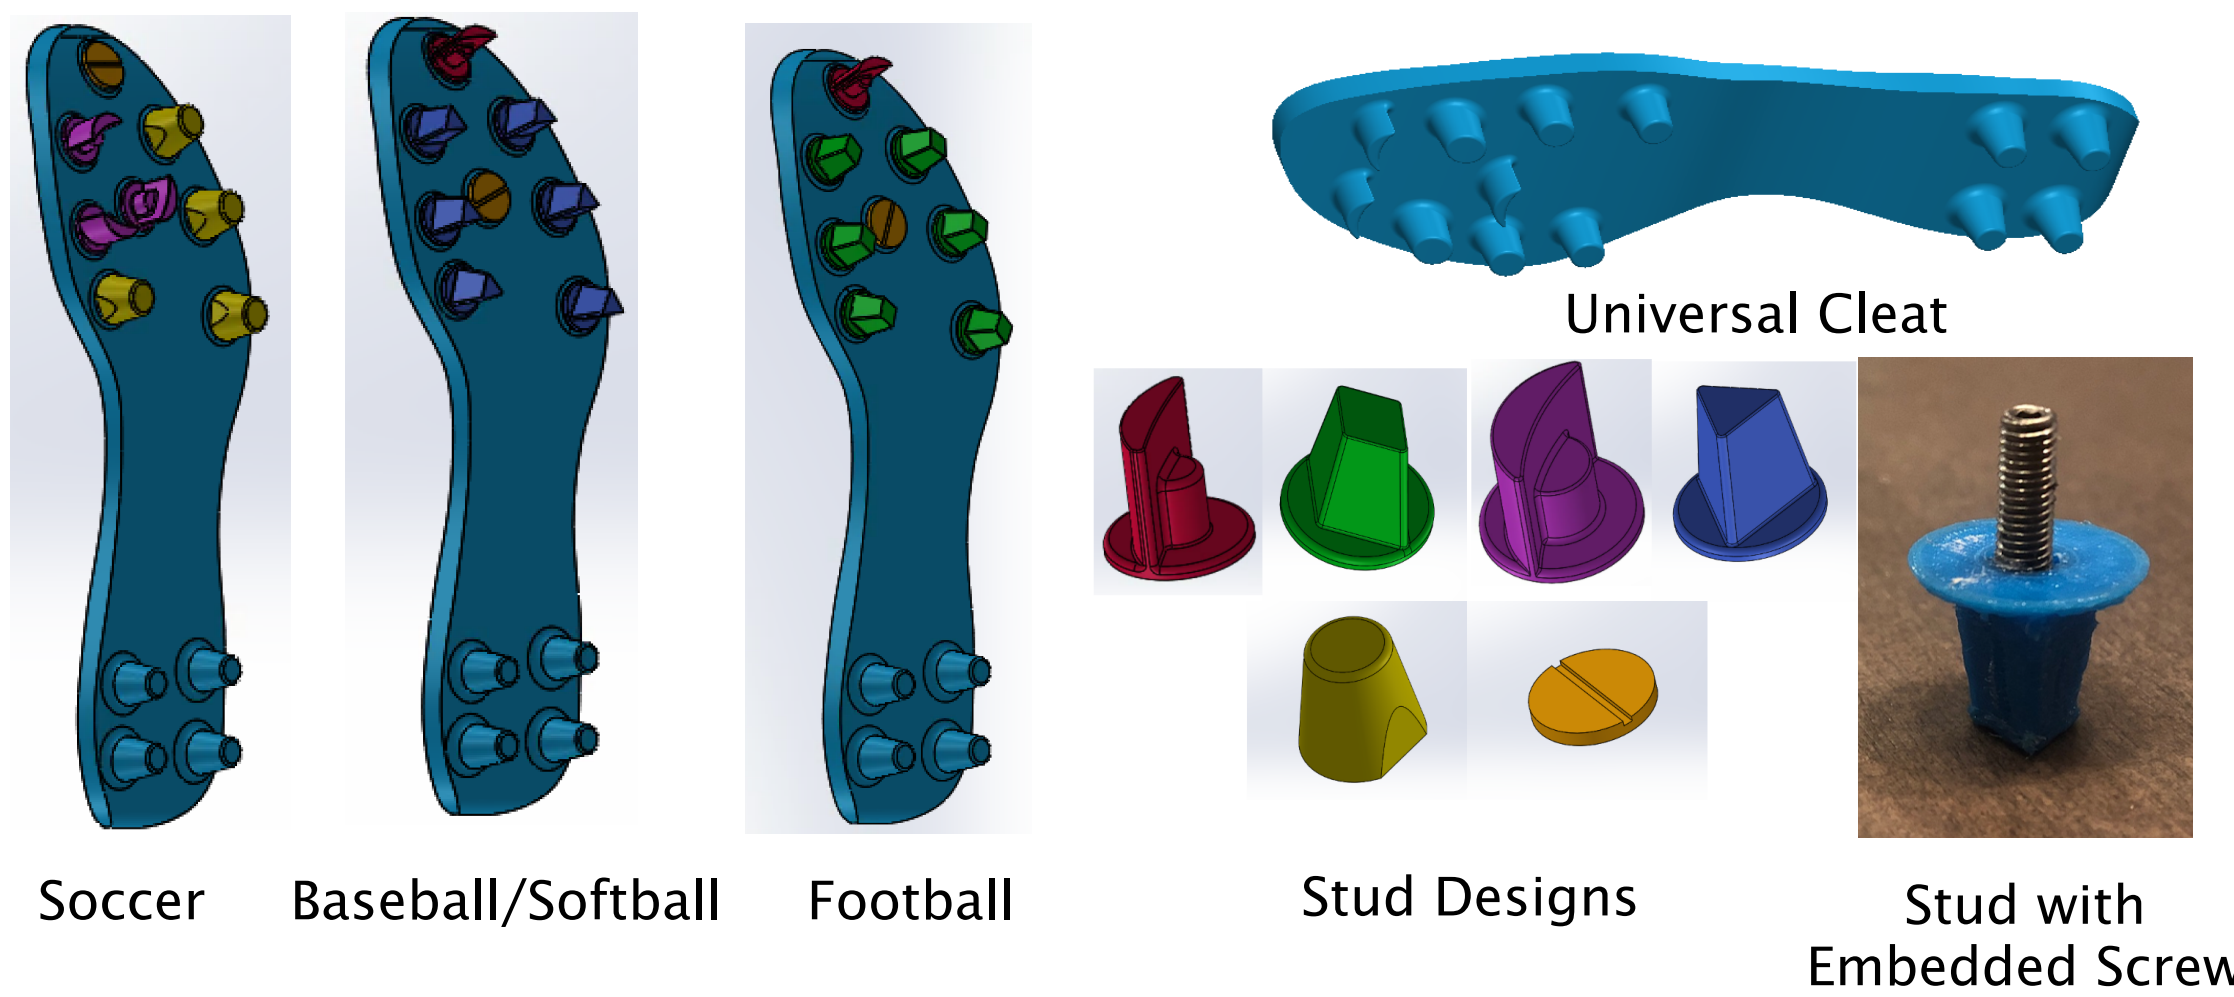 Universal Cleat
Soccer
Baseball/Softball
Football
Stud Designs
Stud with
Embedded Screw